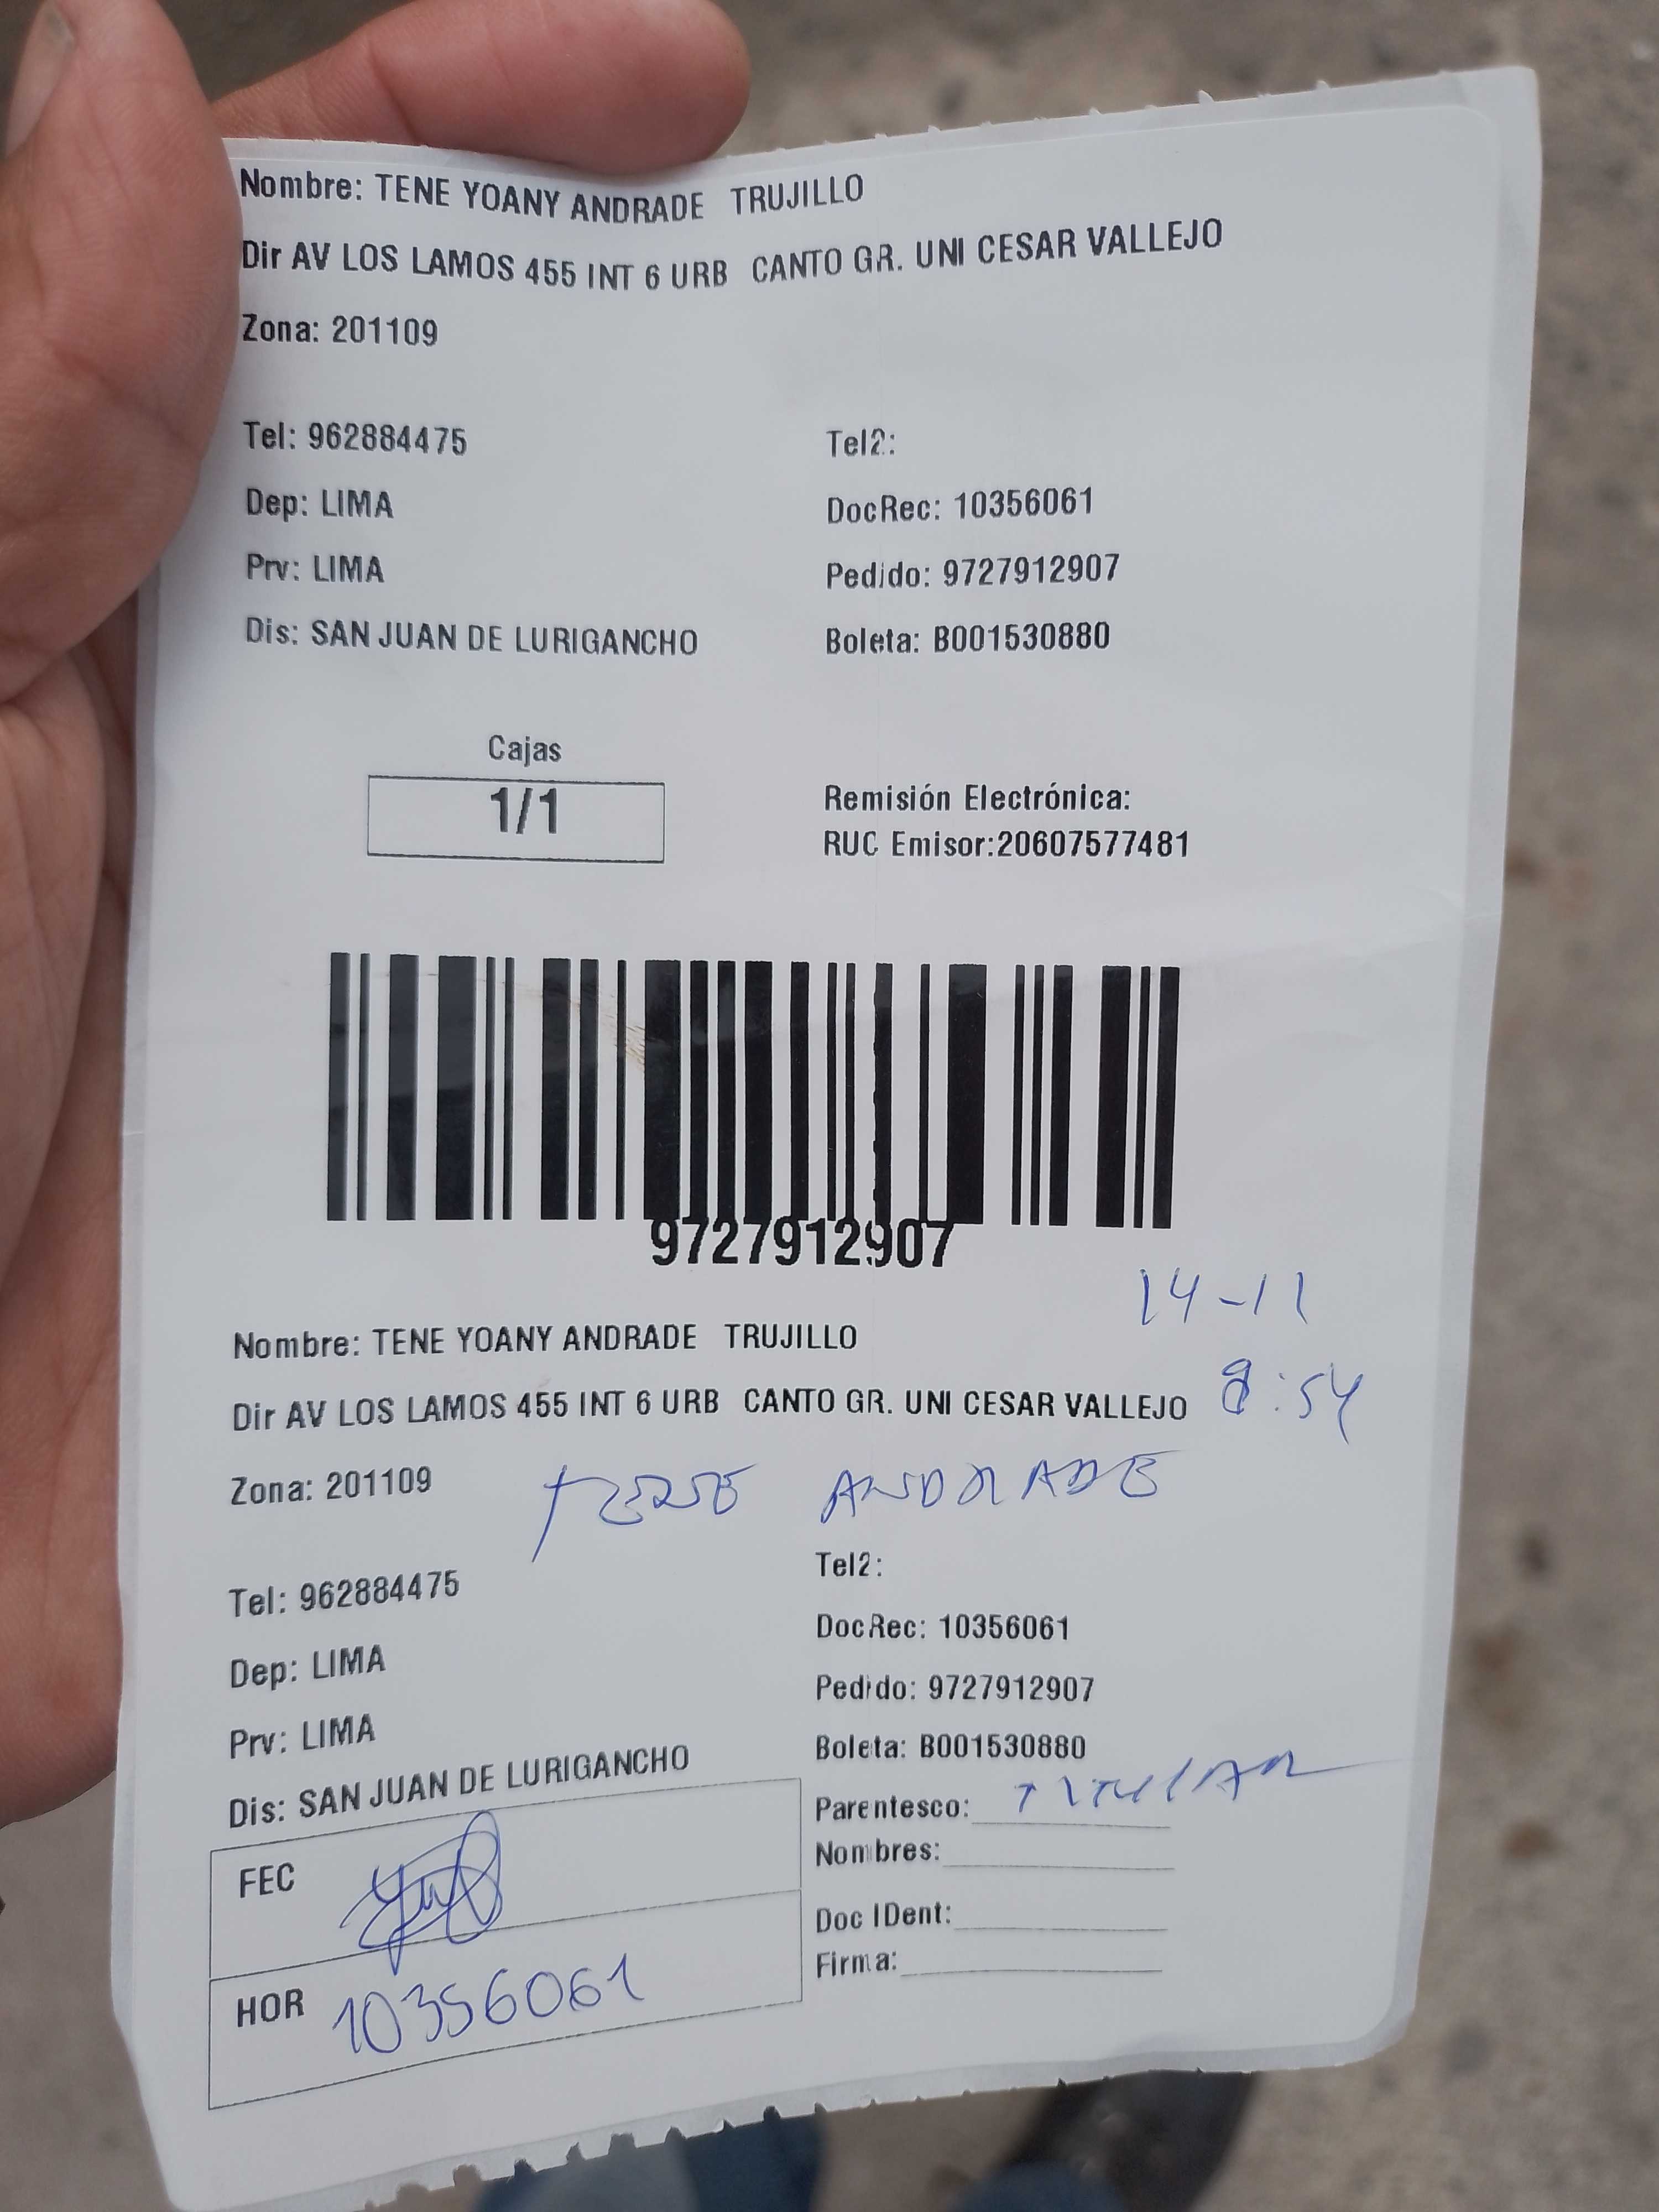 Nombre: TENE YOANY ANDRADE TRUJILLO
Dir AV LOS LAMOS 455 INT 6 URB CANTO GR. UNI CESAR VALLEJO
Zona: 201109
Tel: 962884475 Tel2:
Dep: LIMA DocRec: 10356061
Prv: LIMA Pedido: 9727912907
Dis: SAN JUAN DE LURIGANCHO Boleta: B001530880
Cajas
1/1
Remisión Electrónica:
RUC Emisor:20607577481
9727912907
14-11
Nombre: TENE YOANY ANDRADE TRUJILLO
Dir AV LOS LAMOS 455 INT 6 URB CANTO GR. UNI CESAR VALLEJO 8:54
Zona: 201109 ANDRADE
Tel: 962884475 Tel2:
DocRec: 10356061
Dep: LIMA Pedido: 9727912907
Prv: LIMA Boleta: B001530880
Dis: SAN JUAN DE LURIGANCHO Parentesco: TITULAR
FEC Nombres:
Doc IDent:
HOR 10356061 Firma: